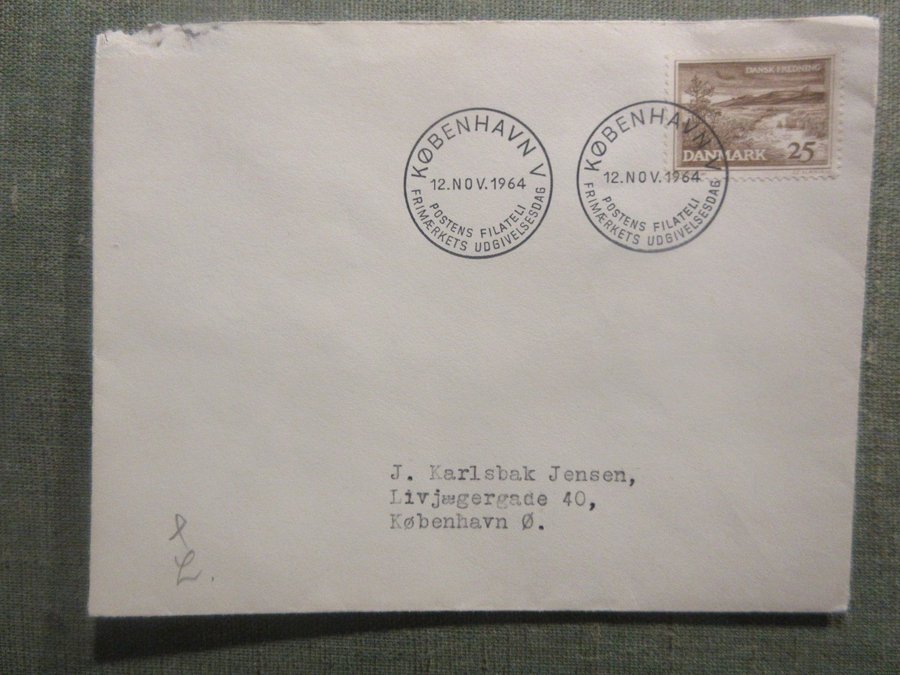 DANSK FREDNING
DANMARK 25
KØBENHAVN V
12.NOV.1964
POSTENS FILATELI
FRIMÆRKETS UDGIVELSESDAG
KØBENHAVN V
12.NOV.1964
POSTENS FILATELI
FRIMÆRKETS UDGIVELSESDAG
J. Karlsbak Jensen,
Livjægergade 40,
København Ø.
L.